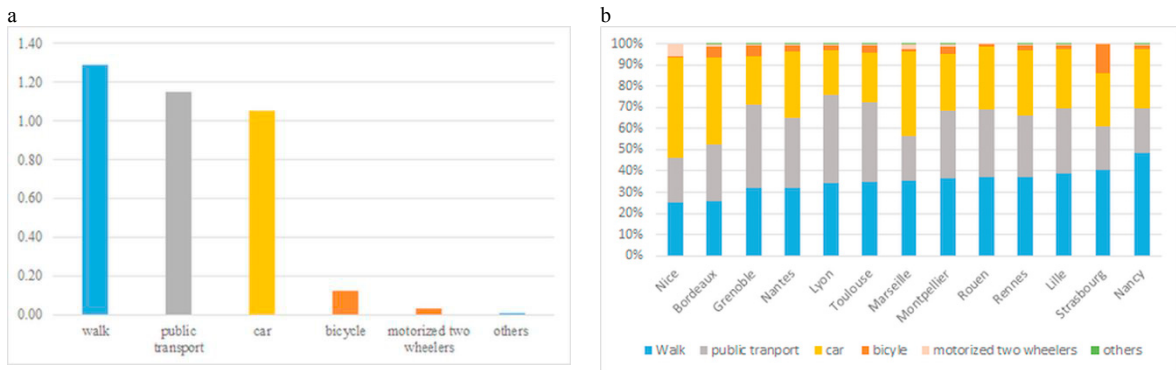 a
1.40
1.20
1.00
0.80
0.60
0.40
0.20
0.00
walk
public
transport
car
bicycle
motorized two
wheelers
others
b
100%
90%
80%
70%
60%
50%
40%
30%
20%
10%
0%
Nice
Bordeaux
Grenoble
Nantes
Lyon
Toulouse
Marseille
Montpellier
Rouen
Rennes
Lille
Strasbourg
Nancy
Walk public tranport car bicyle motorized two wheelers others